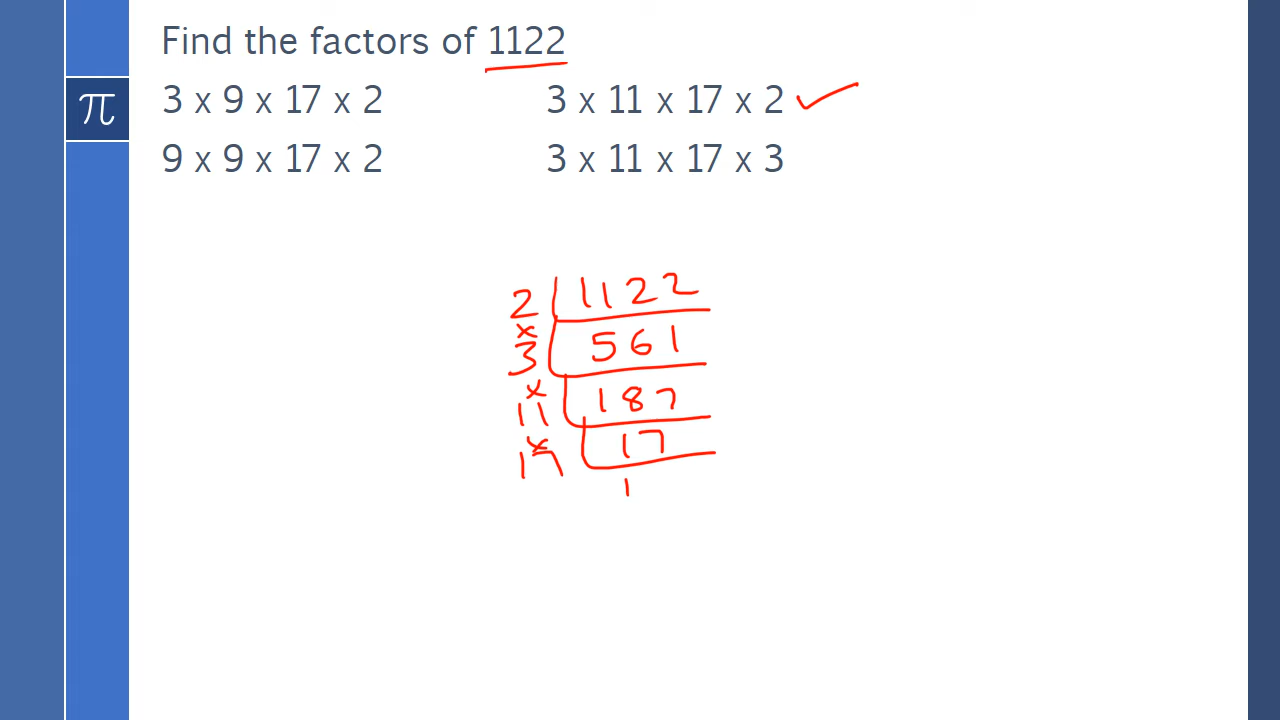 Find the factors of 1122
π
3 x 9 x 17 x 2
3 x 11 x 17 x 2
9 x 9 x 17 x 2
3 x 11 x 17 x 3
2 1122
x
3 561
x
11 187
x
17 17
1